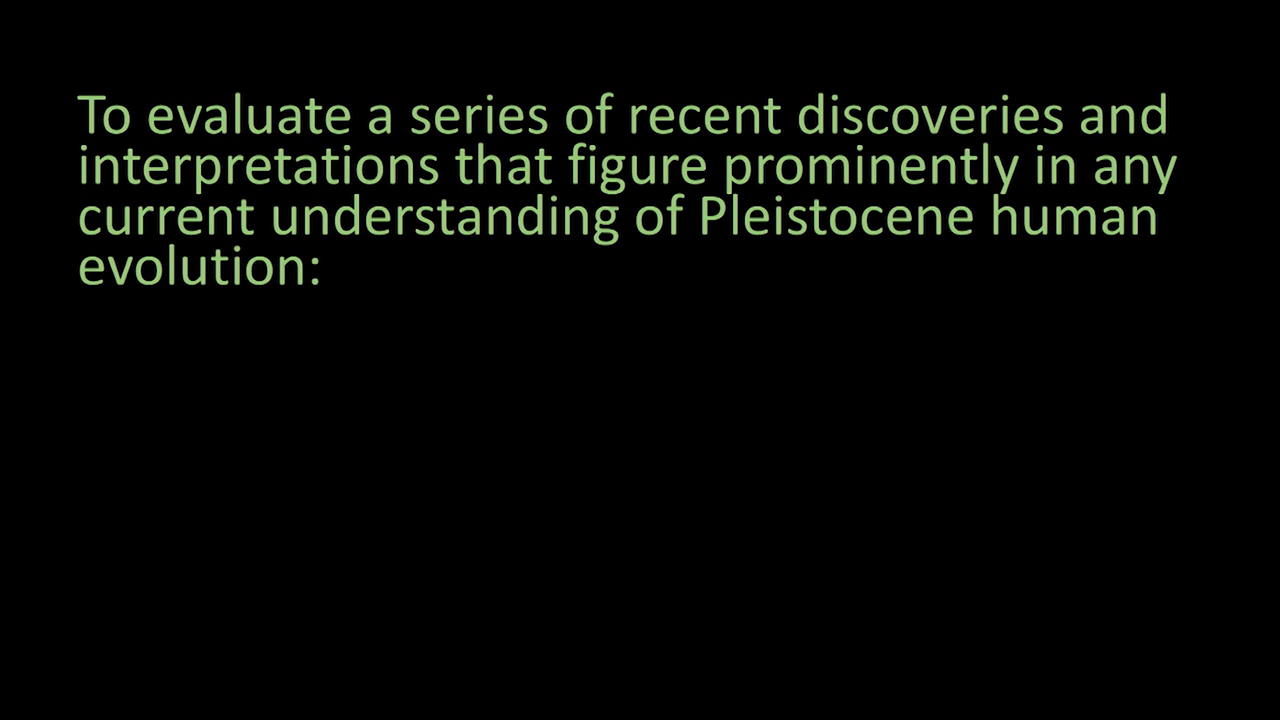 To evaluate a series of recent discoveries and
interpretations that figure prominently in any
current understanding of Pleistocene human
evolution: